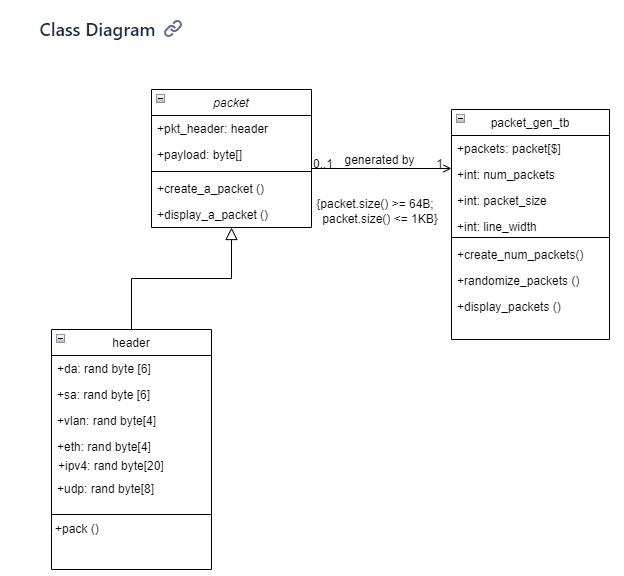 Class Diagram
packet
+pkt_header: header
+payload: byte[]
+create_a_packet ()
+display_a_packet ()
0..1 generated by 1
{packet.size() >= 64B;
packet.size() <= 1KB}
packet_gen_tb
+packets: packet[$]
+int: num_packets
+int: packet_size
+int: line_width
+create_num_packets()
+randomize_packets ()
+display_packets ()
header
+da: rand byte [6]
+sa: rand byte [6]
+vlan: rand byte[4]
+eth: rand byte[4]
+ipv4: rand byte[20]
+udp: rand byte[8]
+pack ()